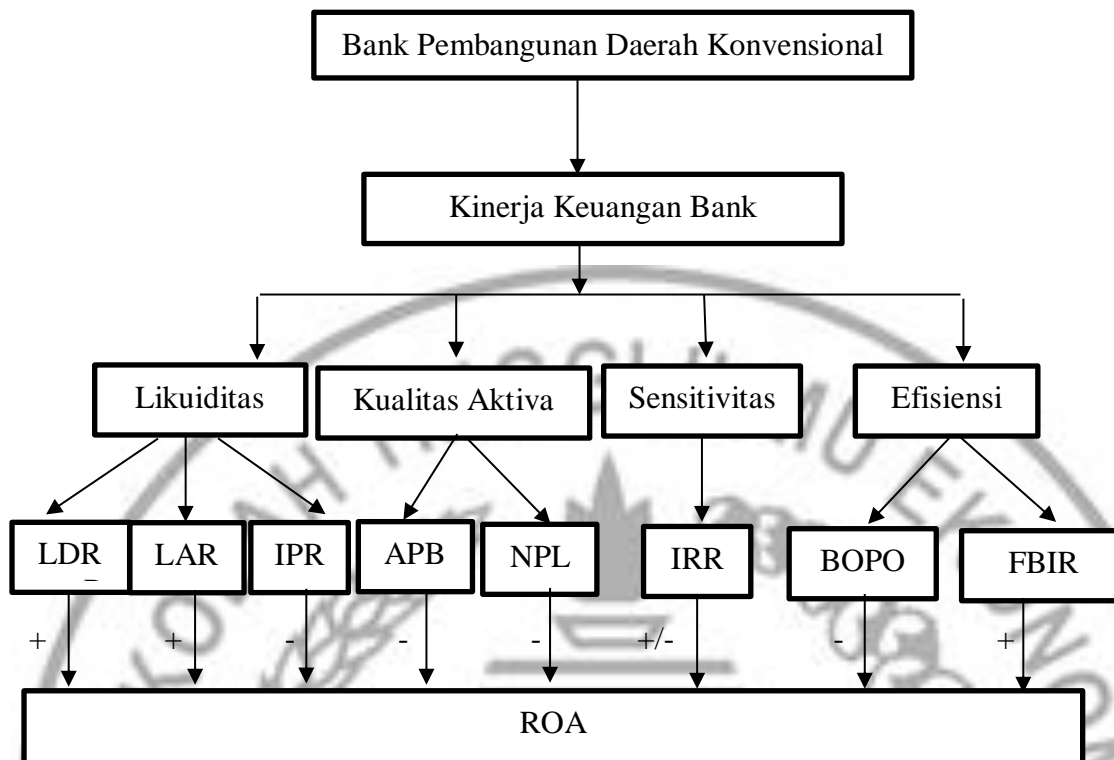 Bank Pembangunan Daerah Konvensional
Kinerja Keuangan Bank
Likuiditas Kualitas Aktiva Sensitivitas Efisiensi
LDR LAR IPR APB NPL IRR BOPO FBIR
+ + - - - +/- - +
ROA